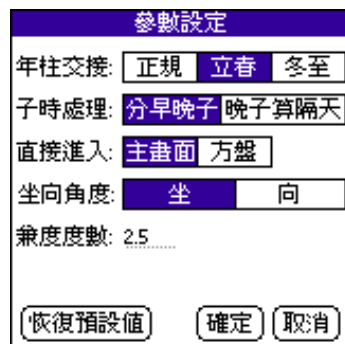 參數設定
年柱交接: 正規 立春 冬至
子時處理: 分早晚子 晚子算隔天
直接進入: 主畫面 方盤
坐向角度: 坐 向
兼度度數: 2.5
恢復預設值 確定 取消